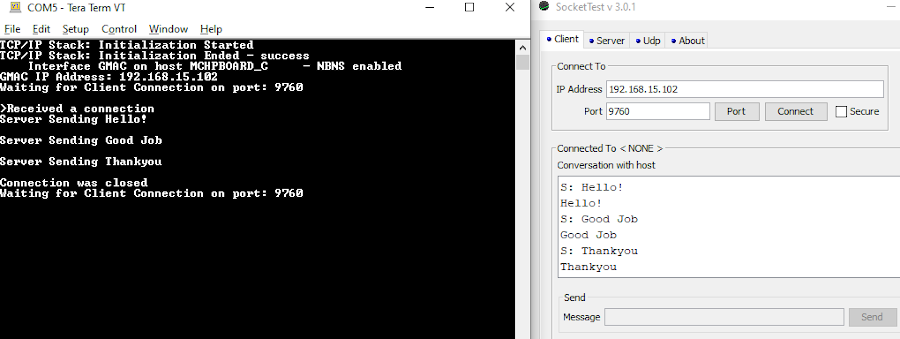 COM5 - Tera Term VT
File Edit Setup Control Window Help
TCP/IP Stack: Initialization Started
TCP/IP Stack: Initialization Ended - success
Interface GMAC on host MCHPBOARD_C - NBNS enabled
GMAC IP Address: 192.168.15.102
Waiting for Client Connection on port: 9760
>Received a connection
Server Sending Hello!
Server Sending Good Job
Server Sending Thankyou
Connection was closed
Waiting for Client Connection on port: 9760
SocketTest v 3.0.1
Client Server Udp About
Connect To
IP Address 192.168.15.102
Port 9760 Port Connect Secure
Connected To < NONE >
Conversation with host
S: Hello!
Hello!
S: Good Job
Good Job
S: Thankyou
Thankyou
Send
Message Send